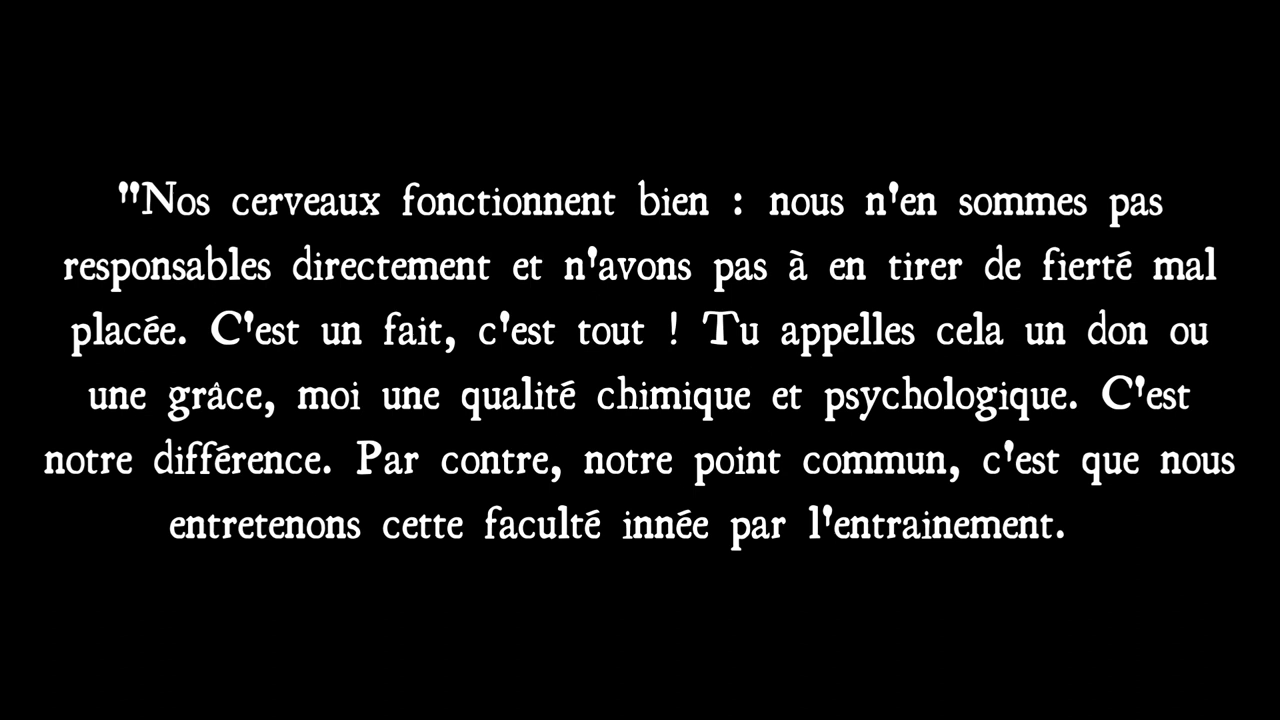 "Nos cerveaux fonctionnent bien : nous n'en sommes pas
responsables directement et n'avons pas à en tirer de fierté mal
placée. C'est un fait, c'est tout ! Tu appelles cela un don ou
une grâce, moi une qualité chimique et psychologique. C'est
notre différence. Par contre, notre point commun, c'est que nous
entretenons cette faculté innée par l'entrainement.